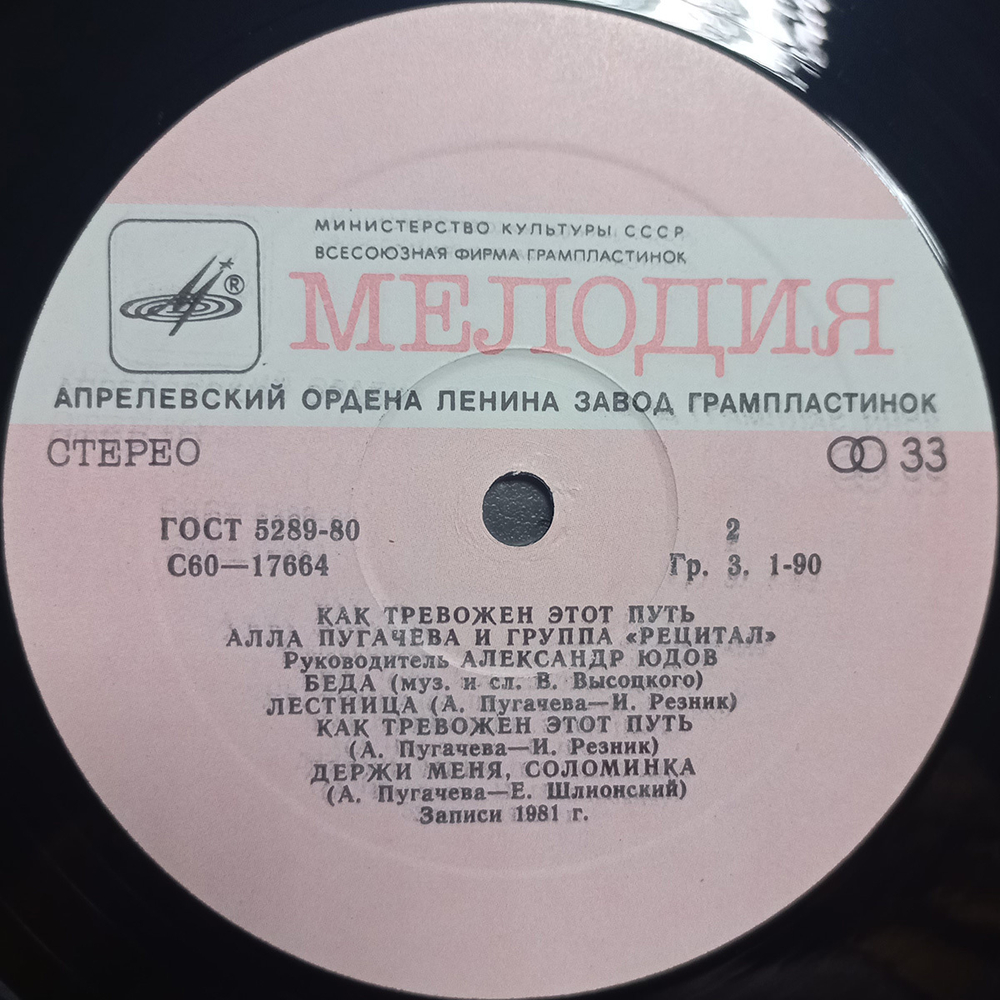 МИНИСТЕРСТВО КУЛЬТУРЫ СССР
ВСЕСОЮЗНАЯ ФИРМА ГРАМПЛАСТИНОК
®
МЕЛОДИЯ
АПРЕЛЕВСКИЙ ОРДЕНА ЛЕНИНА ЗАВОД ГРАМПЛАСТИНОК
СТЕРЕО 33
ГОСТ 5289-80 2
С60—17664 Гр. 3. 1-90
КАК ТРЕВОЖЕН ЭТОТ ПУТЬ
АЛЛА ПУГАЧЕВА И ГРУППА «РЕЦИТАЛ»
Руководитель АЛЕКСАНДР ЮДОВ
БЕДА (муз. и сл. В. Высоцкого)
ЛЕСТНИЦА (А. Пугачева—И. Резник)
КАК ТРЕВОЖЕН ЭТОТ ПУТЬ
(А. Пугачева—И. Резник)
ДЕРЖИ МЕНЯ, СОЛОМИНКА
(А. Пугачева—Е. Шлионский)
Записи 1981 г.